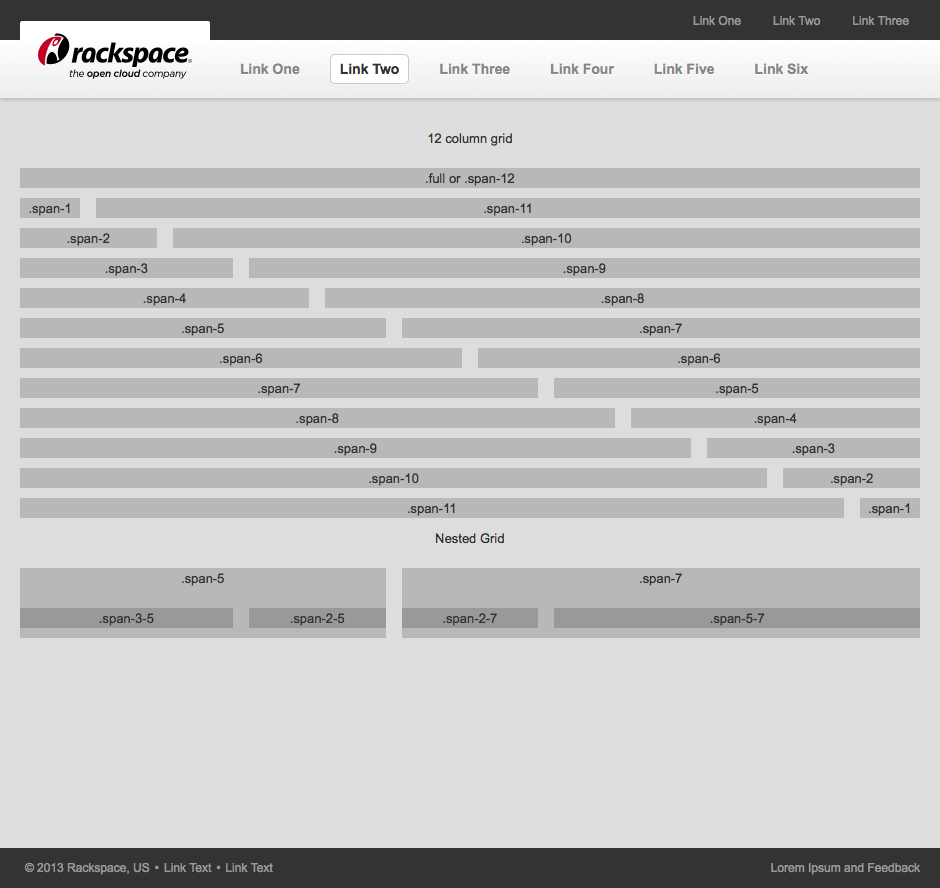 Link One Link Two Link Three
rackspace.
the open cloud company
Link One Link Two Link Three Link Four Link Five Link Six
12 column grid
.full or .span-12
.span-1 .span-11
.span-2 .span-10
.span-3 .span-9
.span-4 .span-8
.span-5 .span-7
.span-6 .span-6
.span-7 .span-5
.span-8 .span-4
.span-9 .span-3
.span-10 .span-2
.span-11 .span-1
Nested Grid
.span-5 .span-7
.span-3-5 .span-2-5 .span-2-7 .span-5-7
© 2013 Rackspace, US • Link Text • Link Text Lorem Ipsum and Feedback